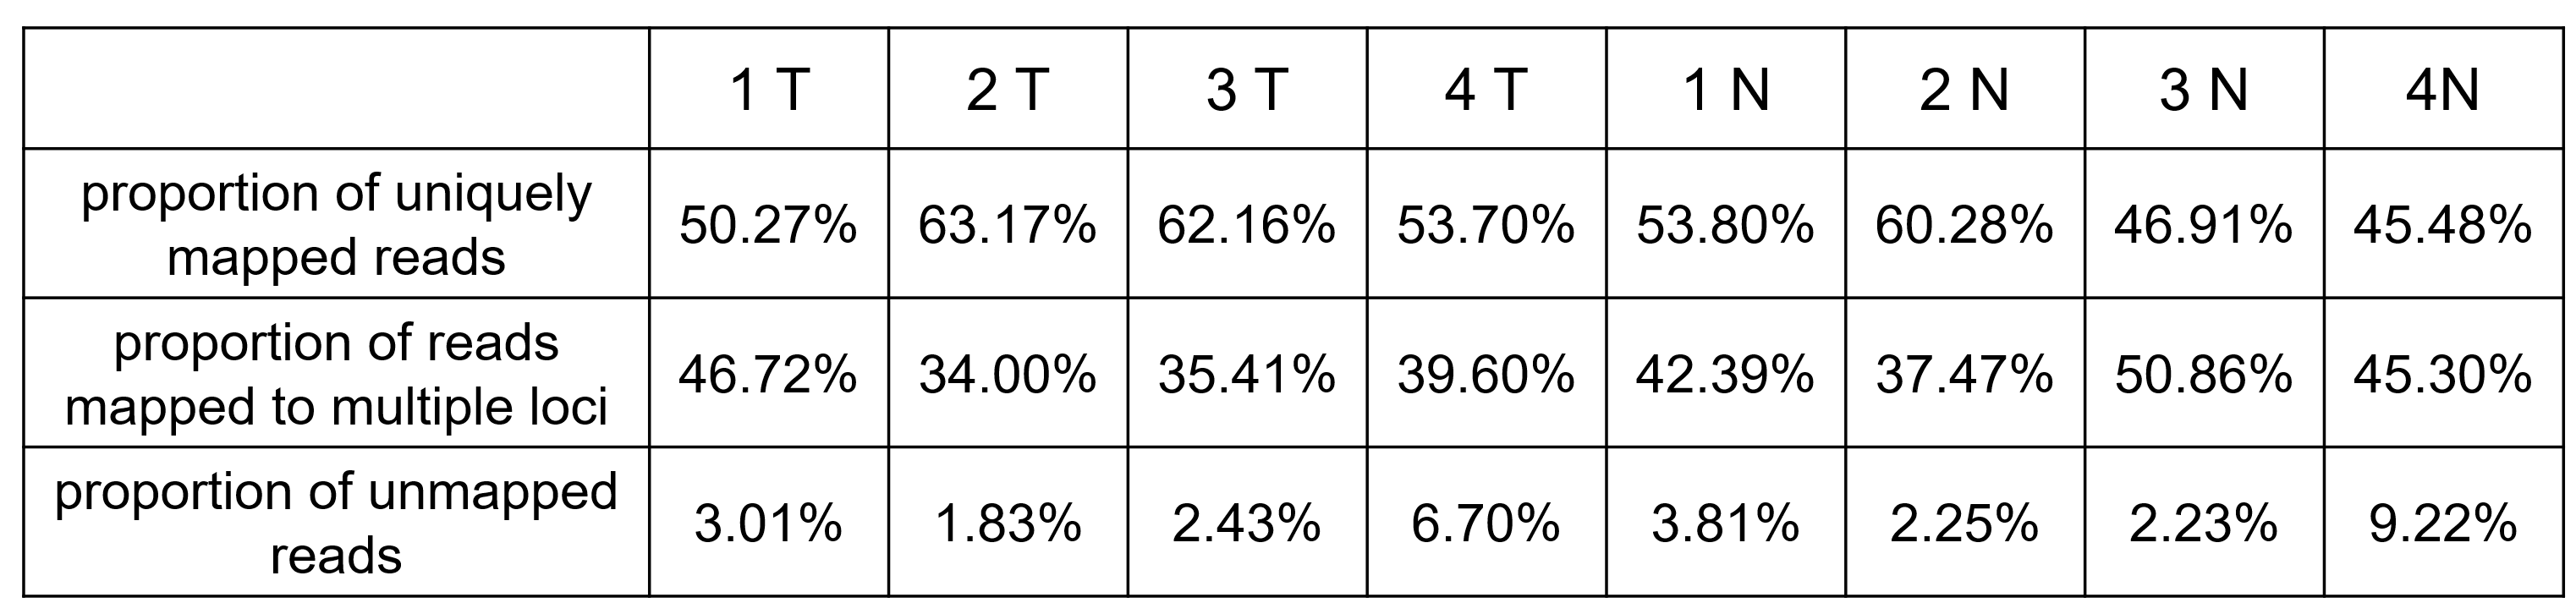 1 T 2 T 3 T 4 T 1 N 2 N 3 N 4N
proportion of uniquely
mapped reads
50.27% 63.17% 62.16% 53.70% 53.80% 60.28% 46.91% 45.48%
proportion of reads
mapped to multiple loci
46.72% 34.00% 35.41% 39.60% 42.39% 37.47% 50.86% 45.30%
proportion of unmapped
reads
3.01% 1.83% 2.43% 6.70% 3.81% 2.25% 2.23% 9.22%